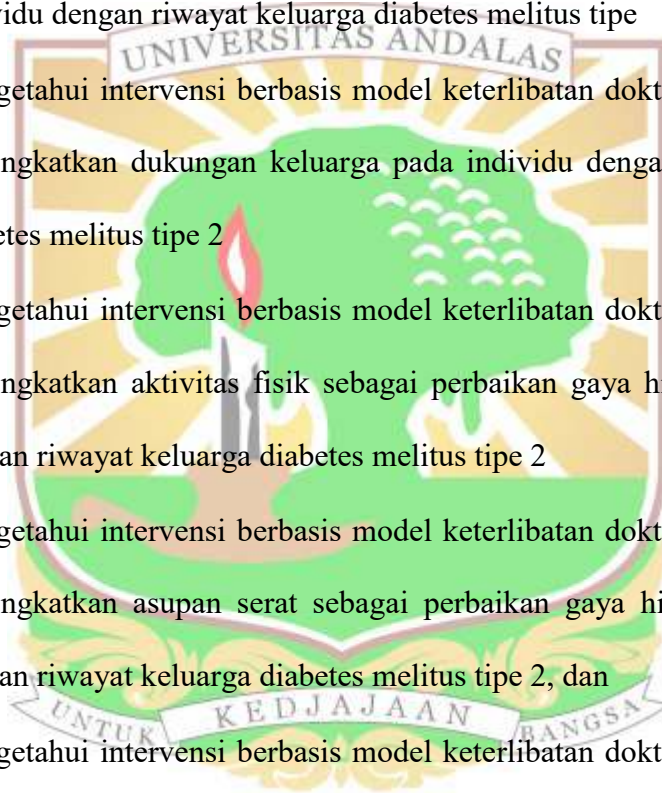 vidu dengan riwayat keluarga diabetes melitus tipe
UNIVERSITAS ANDALAS
getahui intervensi berbasis model keterlibatan dokt
ingkatkan dukungan keluarga pada individu denga
etes melitus tipe 2
getahui intervensi berbasis model keterlibatan dokt
ingkatkan aktivitas fisik sebagai perbaikan gaya hi
an riwayat keluarga diabetes melitus tipe 2
getahui intervensi berbasis model keterlibatan dokt
ingkatkan asupan serat sebagai perbaikan gaya hi
an riwayat keluarga diabetes melitus tipe 2, dan
UNTUK KEDJAJAAN BANGSA
getahui intervensi berbasis model keterlibatan dokt